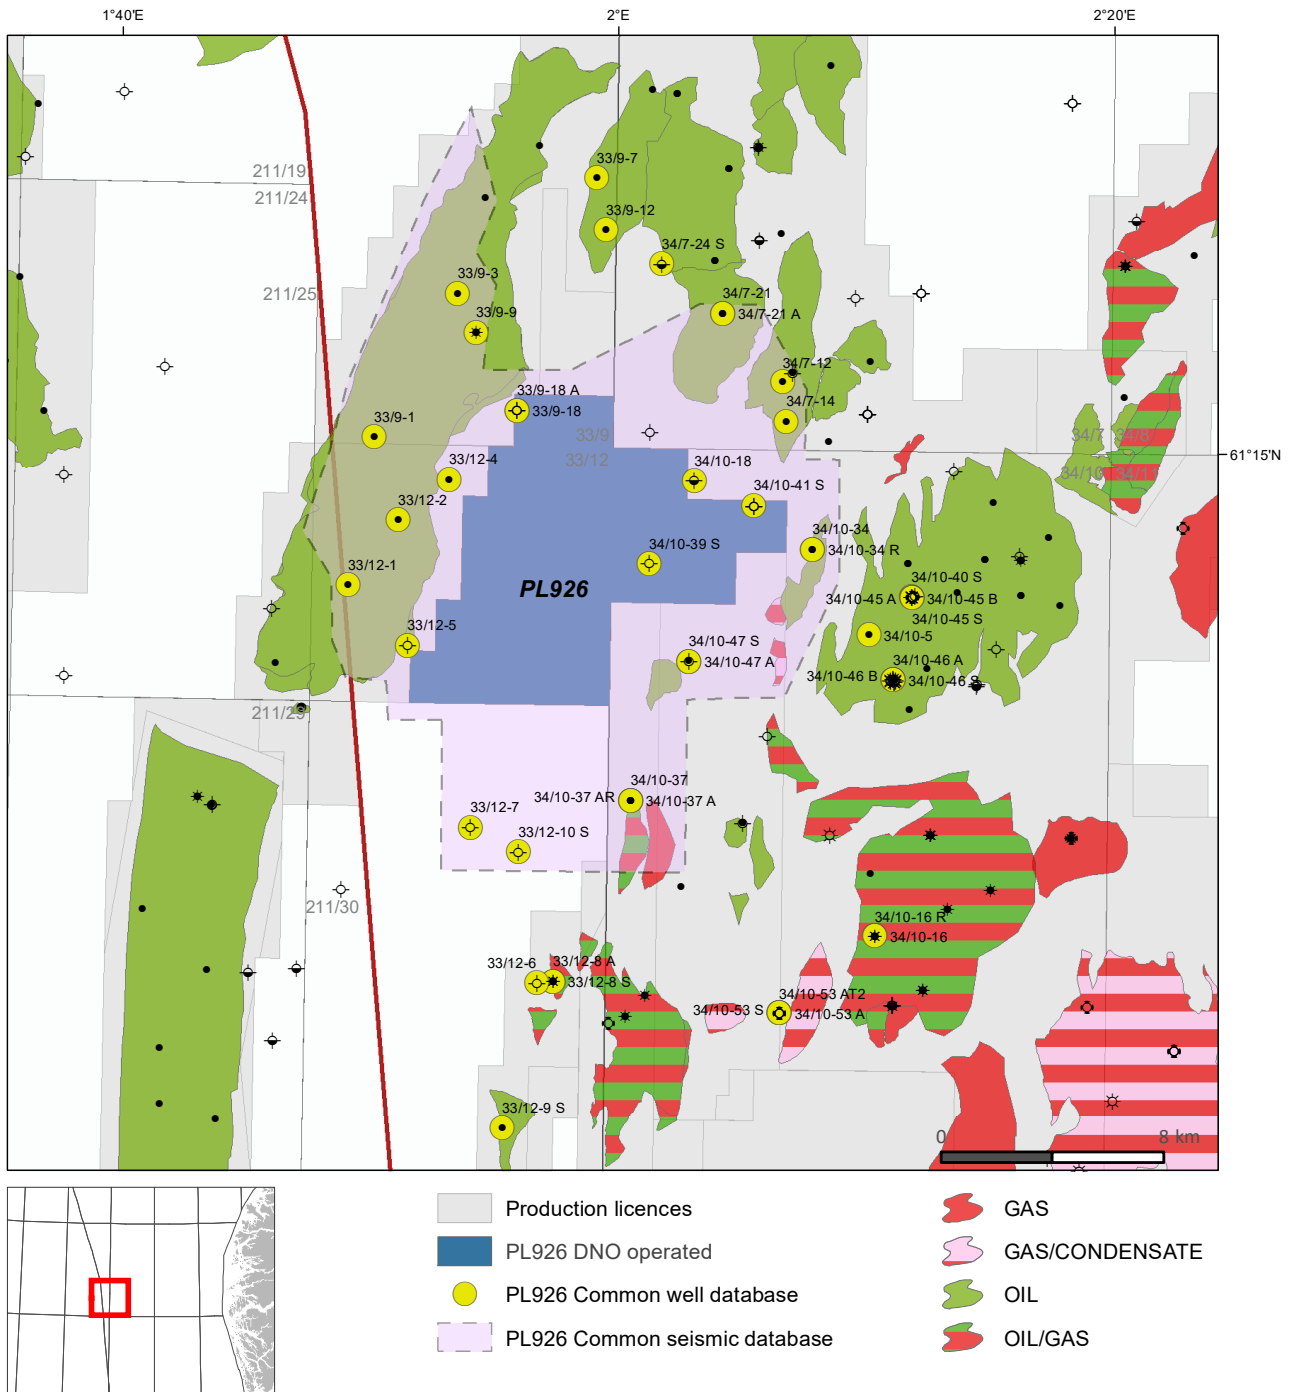 1°40'E
2°E
2°20'E
33/9-7
211/19
211/24
33/9-12
34/7-24 S
33/9-3
211/25
34/7-21
33/9-9
34/7-21 A
34/7-12
33/9-18 A
34/7-14
33/9-18
33/9-1
33/9
34/7
34/8
61°15'N
33/12-4
33/12
34/10-18
34/10
34/11
34/10-41 S
33/12-2
34/10-34
34/10-39 S
34/10-34 R
33/12-1
PL926
34/10-40 S
34/10-45 A
34/10-45 B
34/10-45 S
33/12-5
34/10-5
34/10-47 S
34/10-47 A
34/10-46 A
34/10-46 B
34/10-46 S
211/29
34/10-37
34/10-37 AR
34/10-37 A
33/12-7
33/12-10 S
211/30
34/10-16 R
34/10-16
33/12-6
33/12-8 A
33/12-8 S
34/10-53 AT2
34/10-53 S
34/10-53 A
33/12-9 S
0
8 km
Production licences
PL926 DNO operated
PL926 Common well database
PL926 Common seismic database
GAS
GAS/CONDENSATE
OIL
OIL/GAS